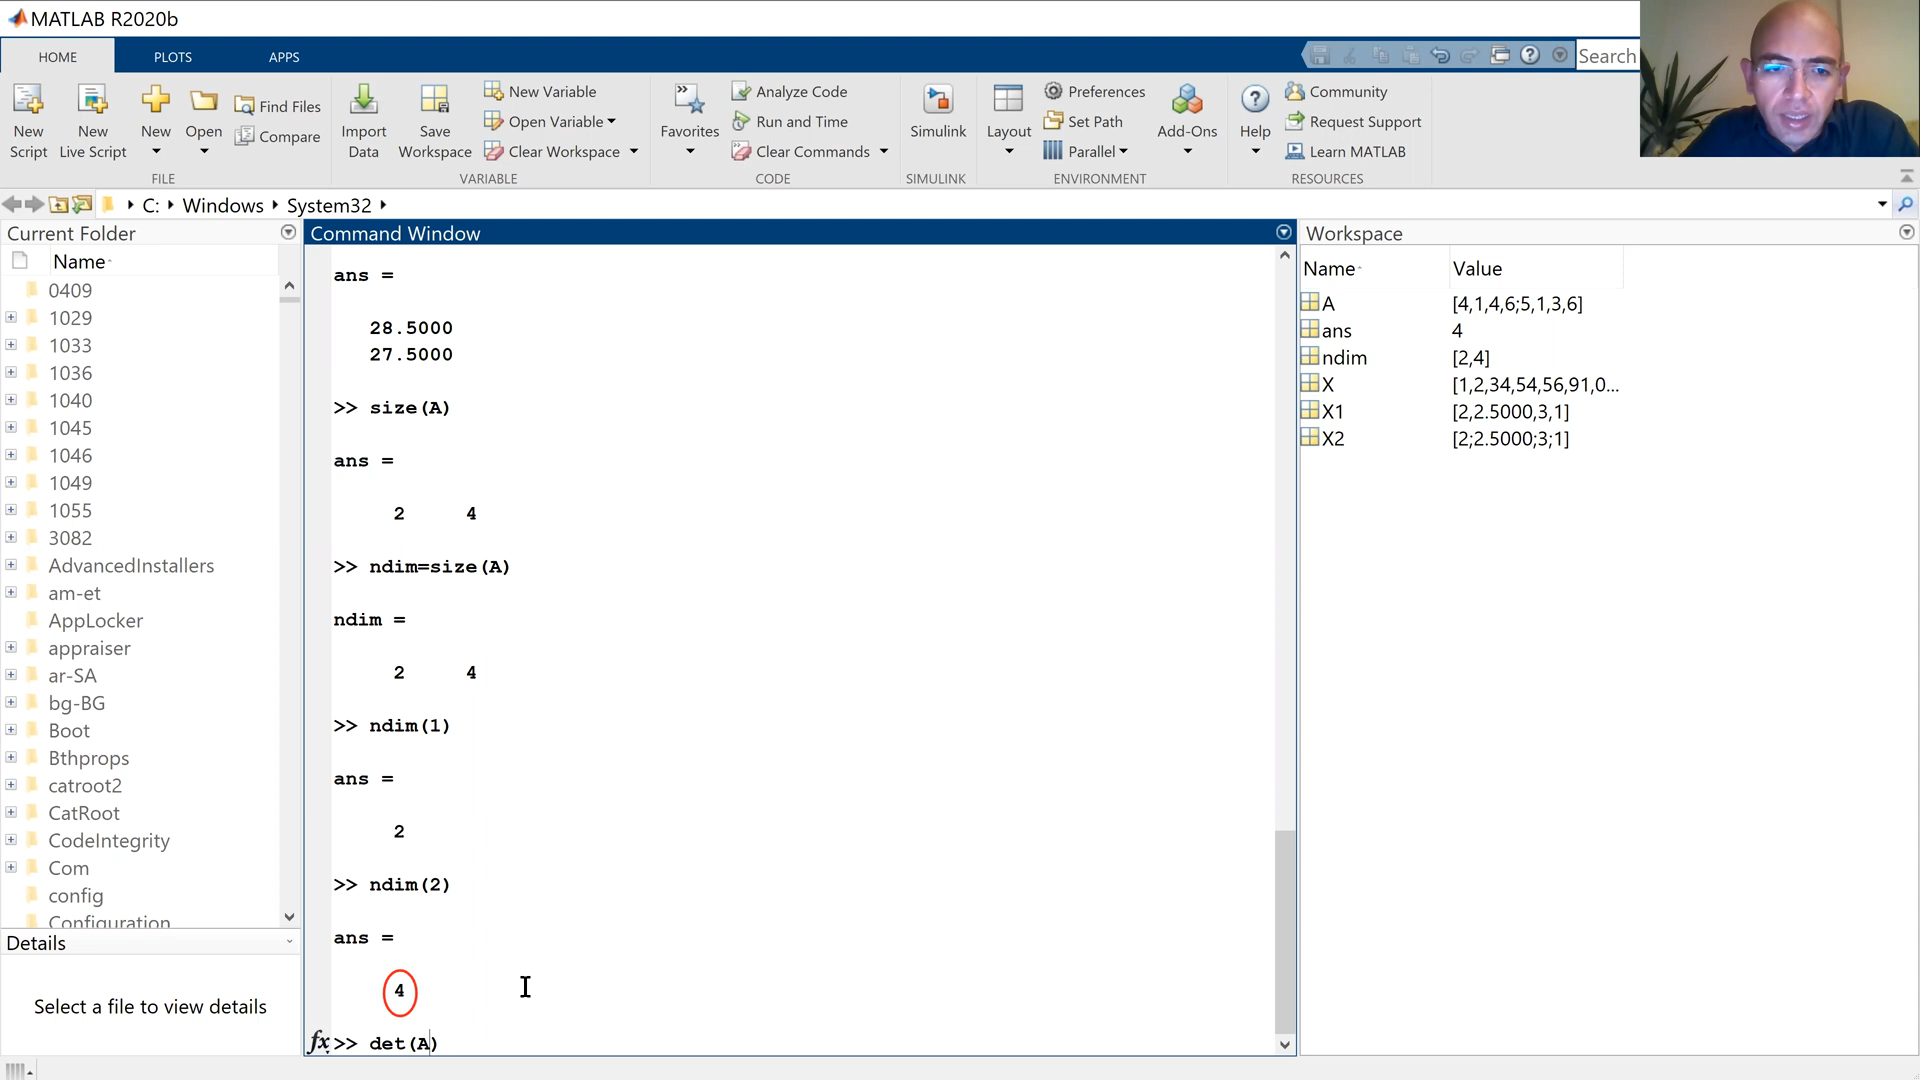 MATLAB R2020b
HOME PLOTS APPS
Search
New Script
New Live Script
New
Open
Find Files
Compare
FILE
Import Data
Save Workspace
New Variable
Open Variable
Clear Workspace
VARIABLE
Favorites
Analyze Code
Run and Time
Clear Commands
CODE
Simulink
SIMULINK
Layout
Preferences
Set Path
Parallel
Add-Ons
ENVIRONMENT
Help
Community
Request Support
Learn MATLAB
RESOURCES
C: Windows System32
Current Folder
Name
0409
1029
1033
1036
1040
1045
1046
1049
1055
3082
AdvancedInstallers
am-et
AppLocker
appraiser
ar-SA
bg-BG
Boot
Bthprops
catroot2
CatRoot
CodeIntegrity
Com
config
Configuration
Details
Select a file to view details
Command Window
ans =
28.5000
27.5000
>> size(A)
ans =
2 4
>> ndim=size(A)
ndim =
2 4
>> ndim(1)
ans =
2
>> ndim(2)
ans =
4
fx >> det(A)
Workspace
Name Value
A [4,1,4,6;5,1,3,6]
ans 4
ndim [2,4]
X [1,2,34,54,56,91,0...
X1 [2,2.5000,3,1]
X2 [2;2.5000;3;1]